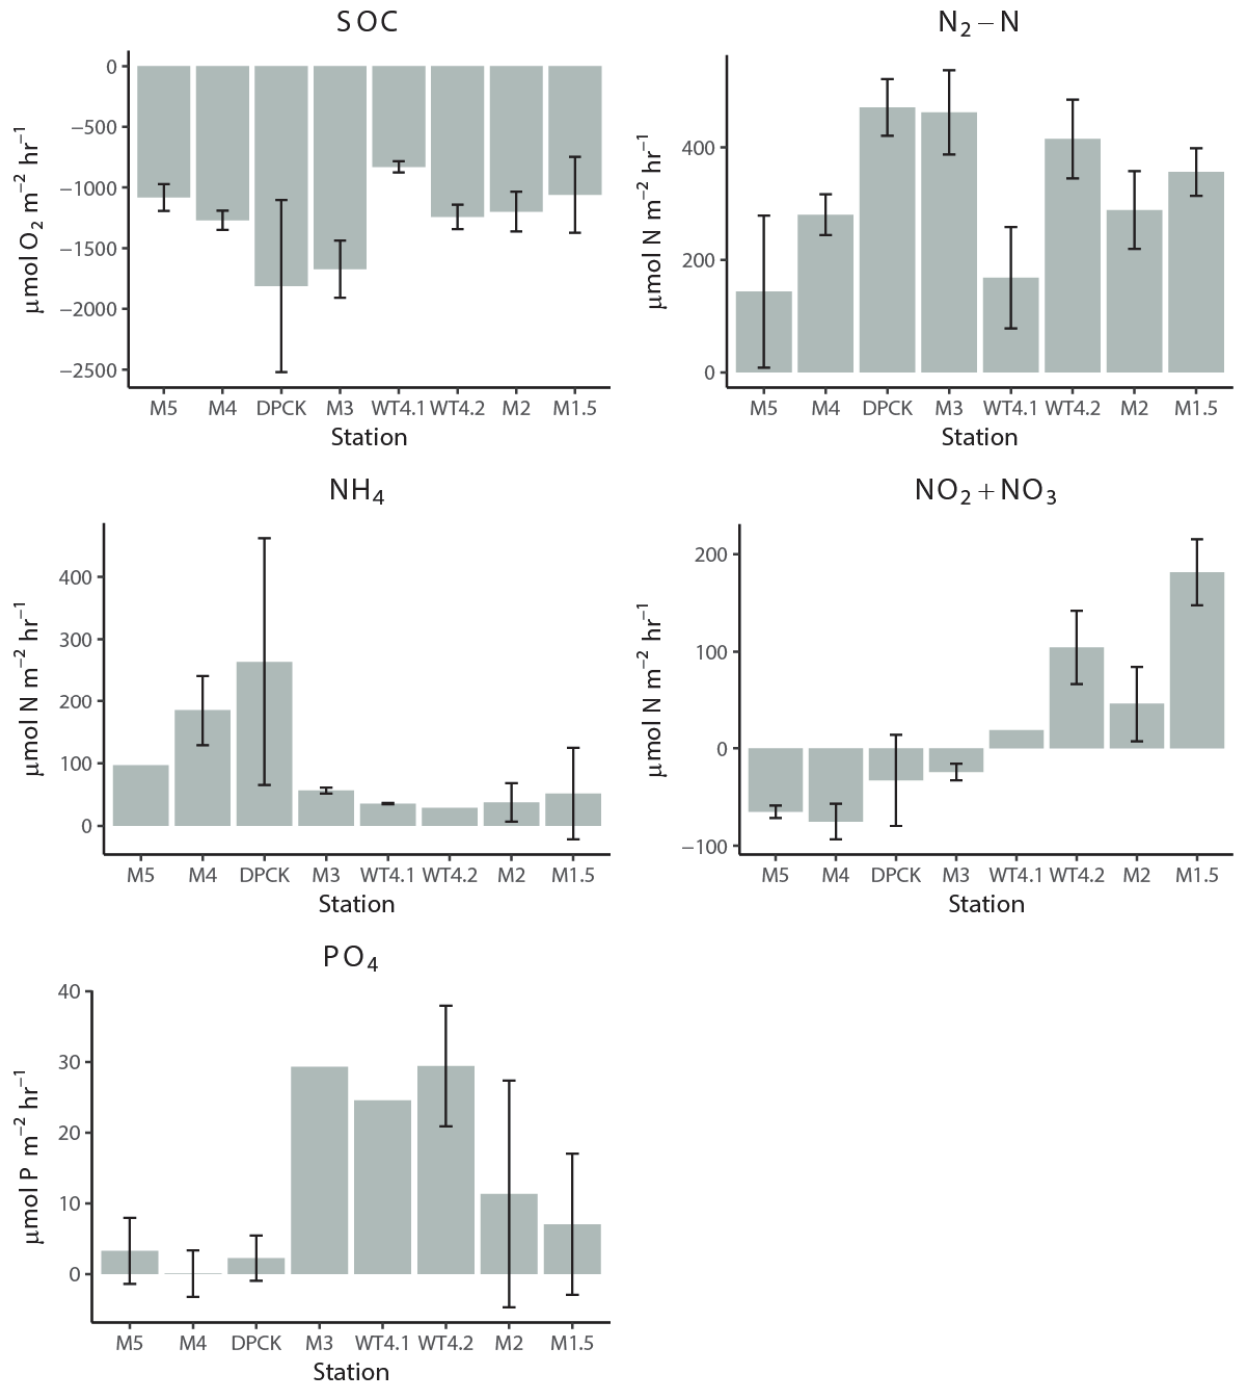 SOC
0
−500
−1000
−1500
−2000
−2500
μmol O₂ m⁻² hr⁻¹
M5 M4 DPCK M3 WT4.1 WT4.2 M2 M1.5
Station
N₂ − N
400
200
0
μmol N m⁻² hr⁻¹
M5 M4 DPCK M3 WT4.1 WT4.2 M2 M1.5
Station
NH₄
400
300
200
100
0
μmol N m⁻² hr⁻¹
M5 M4 DPCK M3 WT4.1 WT4.2 M2 M1.5
Station
NO₂ + NO₃
200
100
0
−100
μmol N m⁻² hr⁻¹
M5 M4 DPCK M3 WT4.1 WT4.2 M2 M1.5
Station
PO₄
40
30
20
10
0
μmol P m⁻² hr⁻¹
M5 M4 DPCK M3 WT4.1 WT4.2 M2 M1.5
Station